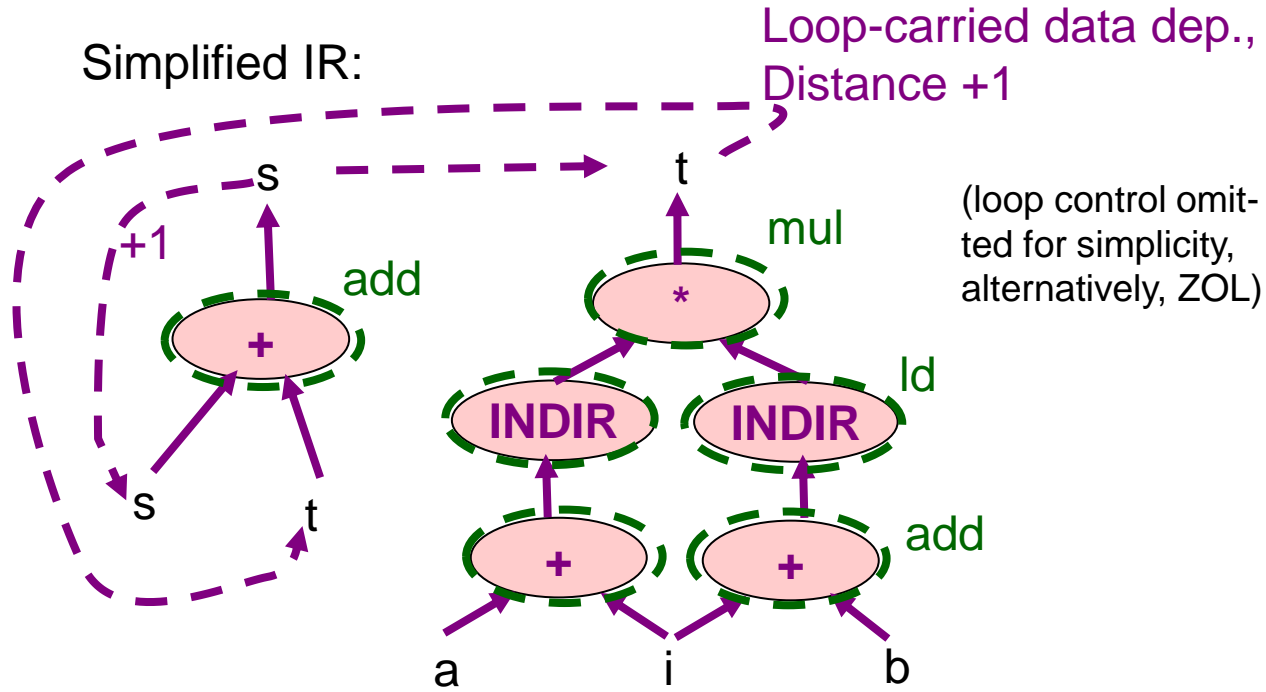 Loop-carried data dep.,
Distance +1
Simplified IR:
s
t
+1
add
mul
(loop control omit-
ted for simplicity,
alternatively, ZOL)
+
*
ld
INDIR
INDIR
s
t
add
+
+
a
i
b